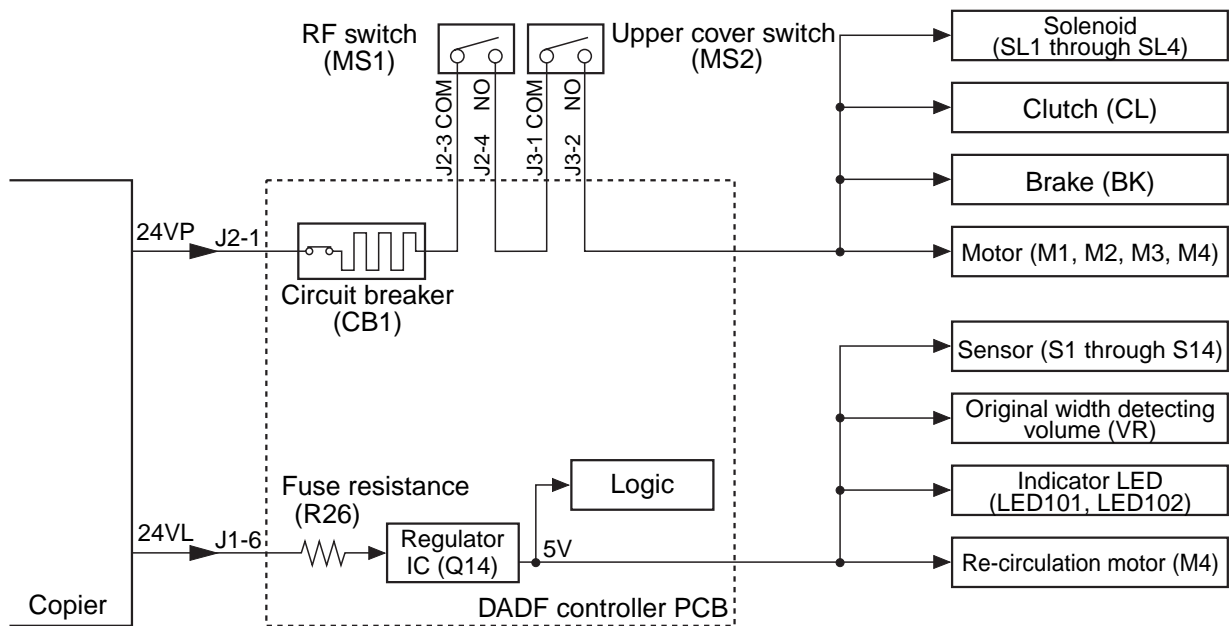 RF switch
(MS1)
Upper cover switch
(MS2)
J2-3 COM
J2-4 NO
J3-1 COM
J3-2 NO
Solenoid
(SL1 through SL4)
Clutch (CL)
Brake (BK)
Motor (M1, M2, M3, M4)
24VP
J2-1
Circuit breaker
(CB1)
Sensor (S1 through S14)
Original width detecting
volume (VR)
Indicator LED
(LED101, LED102)
Re-circulation motor (M4)
Logic
Fuse resistance
(R26)
24VL
J1-6
Regulator
IC (Q14)
5V
Copier
DADF controller PCB